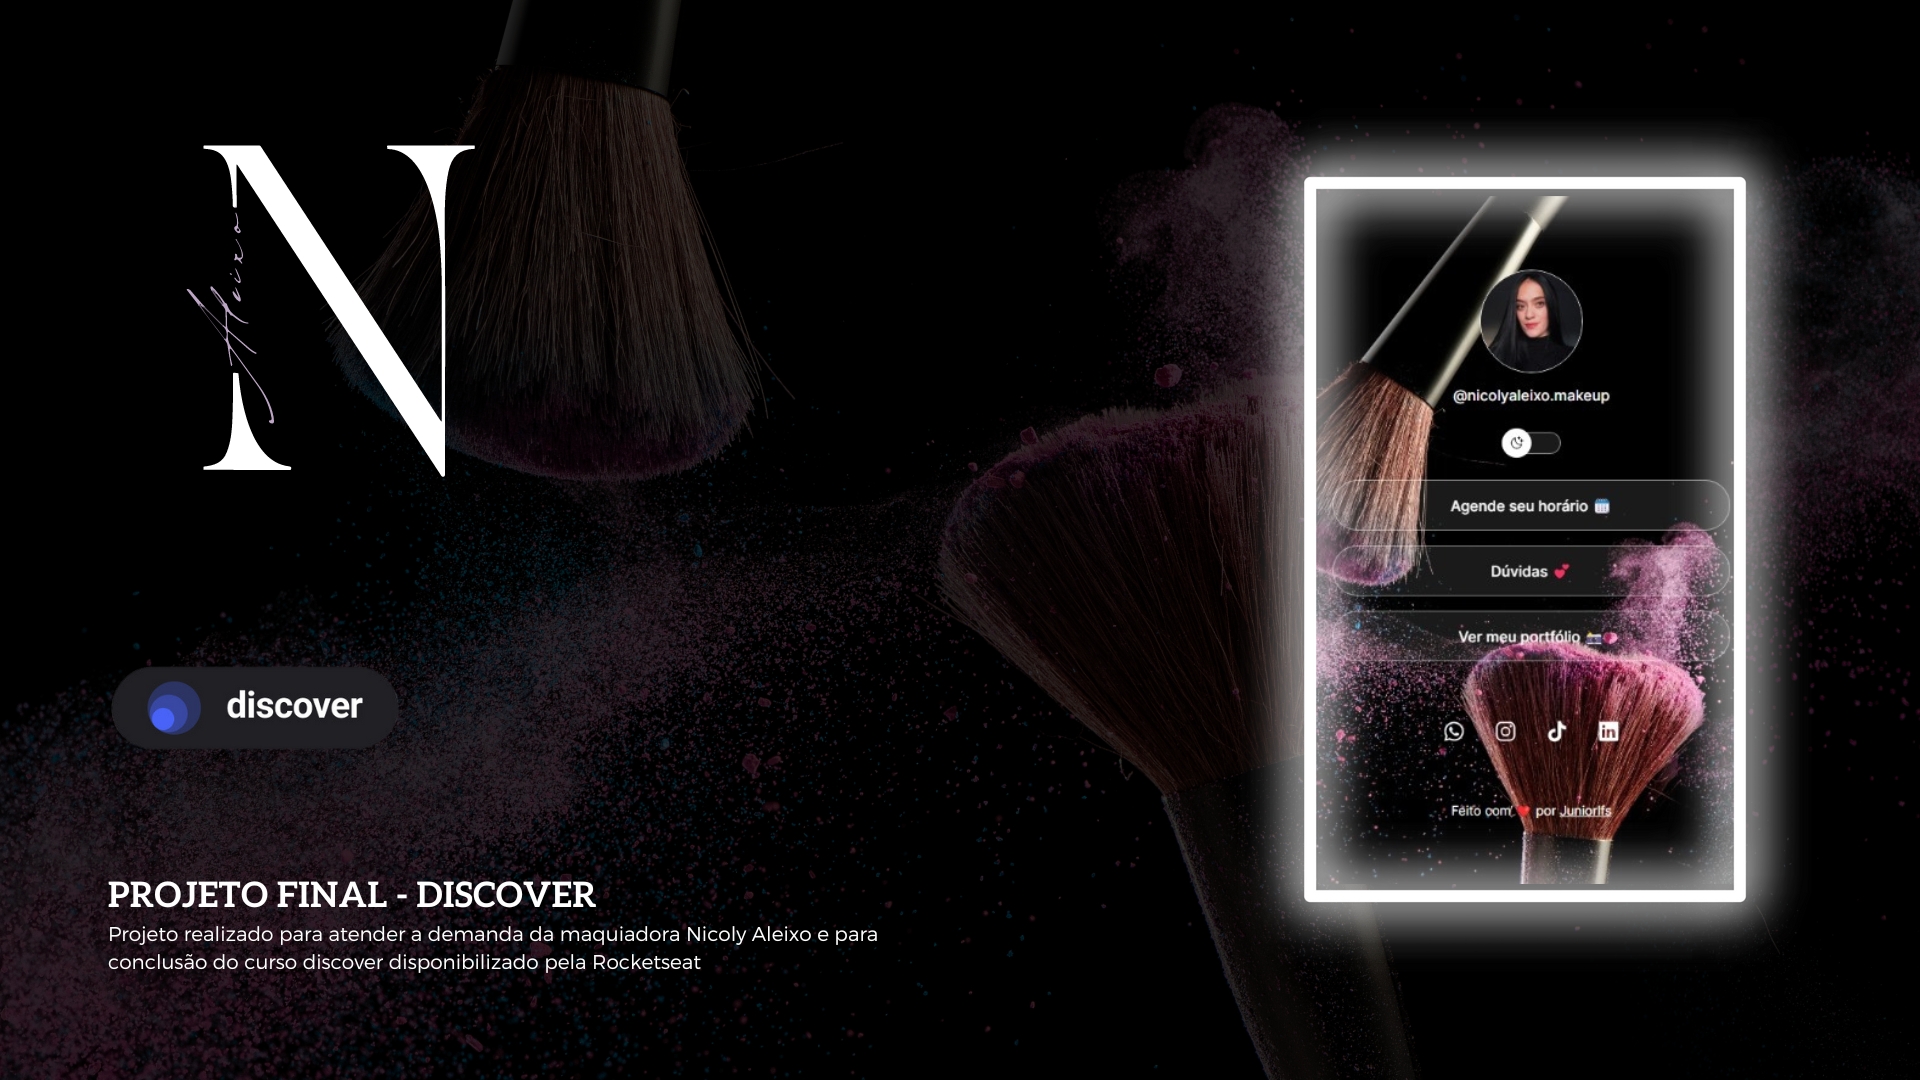 N
Aleixo
discover
PROJETO FINAL - DISCOVER
Projeto realizado para atender a demanda da maquiadora Nicoly Aleixo e para
conclusão do curso discover disponibilizado pela Rocketseat
@nicolyaleixo.makeup
Agende seu horário
Dúvidas 💕
Ver meu portfólio
Feito com ❤️ por Juniorlfs